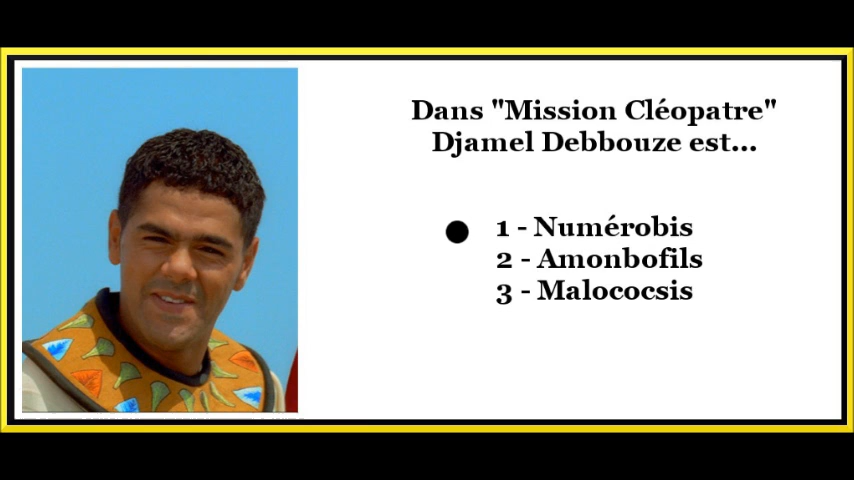 Dans "Mission Cléopatre"
Djamel Debbouze est...
1 - Numérobis
2 - Amonbofils
3 - Malococsis